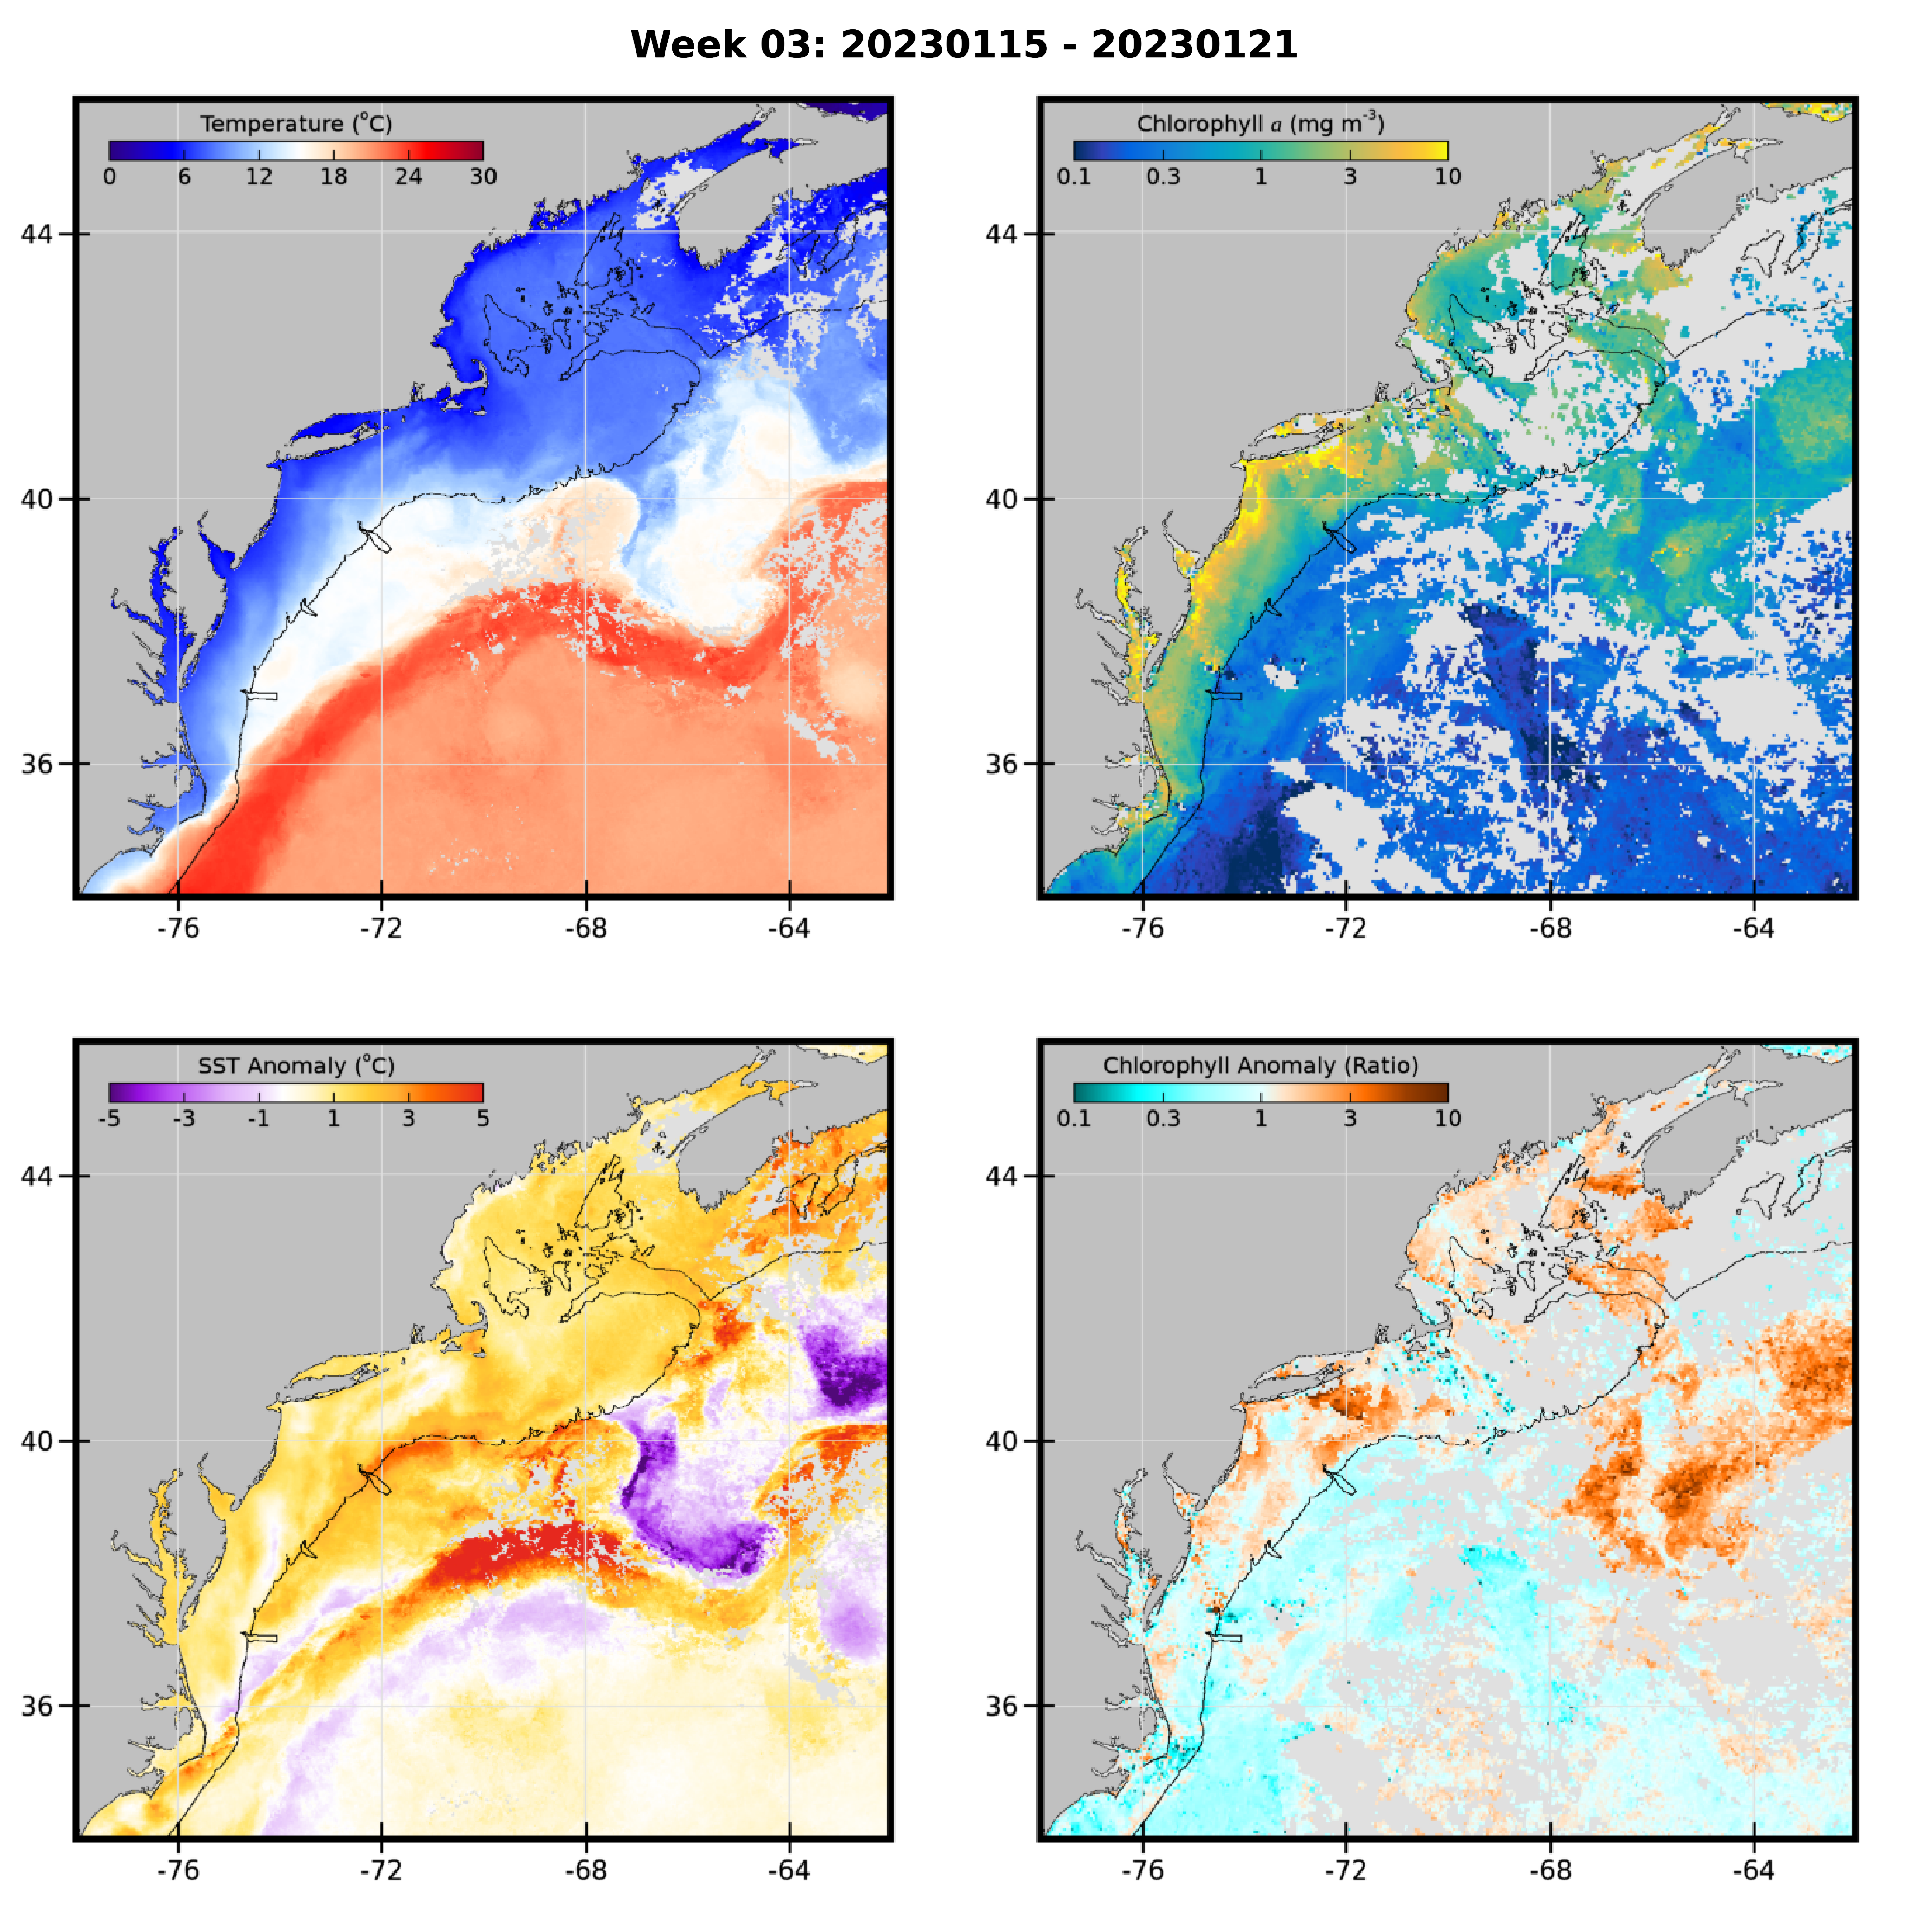 Week 03: 20230115 - 20230121
Temperature (°C)
0 6 12 18 24 30
44
40
36
-76 -72 -68 -64
Chlorophyll a (mg m⁻³)
0.1 0.3 1 3 10
44
40
36
-76 -72 -68 -64
SST Anomaly (°C)
-5 -3 -1 1 3 5
44
40
36
-76 -72 -68 -64
Chlorophyll Anomaly (Ratio)
0.1 0.3 1 3 10
44
40
36
-76 -72 -68 -64